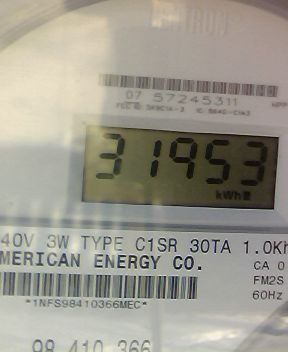 07 57245311
31953
kWh
40V 3W TYPE C1SR 30TA 1.0Kh
MERICAN ENERGY CO.
CA 0
FM2S
60Hz
*1NFS98410366MEC*
98 410 366